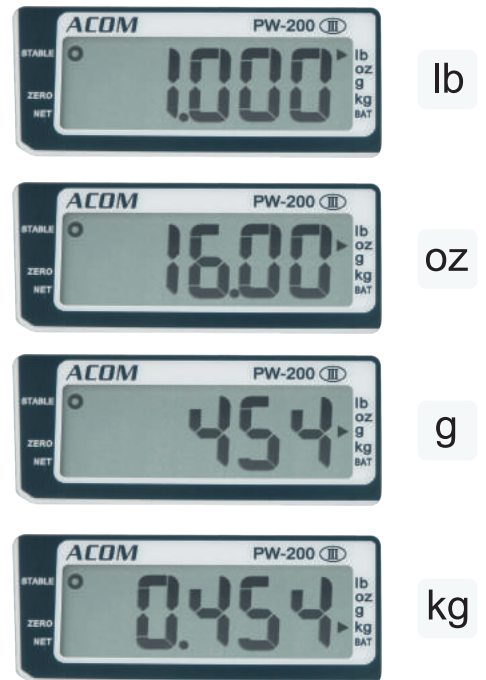 ACOM PW-200 III
STABLE
1.000
lb
oz
g
kg
BAT
ZERO
NET
lb
ACOM PW-200 III
STABLE
16.00
lb
oz
g
kg
BAT
ZERO
NET
oz
ACOM PW-200 III
STABLE
454
lb
oz
g
kg
BAT
ZERO
NET
g
ACOM PW-200 III
STABLE
0.454
lb
oz
g
kg
BAT
ZERO
NET
kg